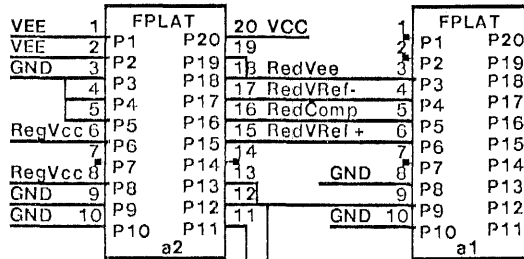 FPLAT FPLAT
VEE 1 P1 P20 20 VCC 1 P1 P20
VEE 2 P2 P19 19 2 P2 P19
GND 3 P3 P18 18 RedVee 3 P3 P18
4 P4 P17 17 RedVRef- 4 P4 P17
5 P5 P16 16 RedComp 5 P5 P16
RegVcc 6 P6 P15 15 RedVRef+ 6 P6 P15
7 P7 P14 14 7 P7 P14
RegVcc 8 P8 P13 13 GND 8 P8 P13
GND 9 P9 P12 12 9 P9 P12
GND 10 P10 P11 11 GND 10 P10 P11
a2 a1